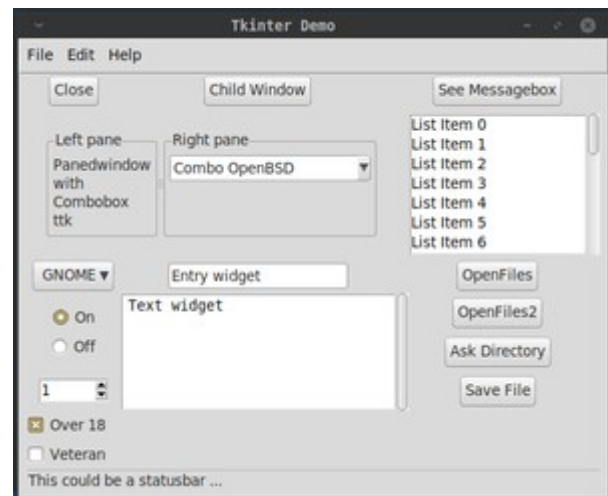 Tkinter Demo
File Edit Help
Close
Child Window
See Messagebox
Left pane
Panedwindow
with
Combobox
ttk
Right pane
Combo OpenBSD
List Item 0
List Item 1
List Item 2
List Item 3
List Item 4
List Item 5
List Item 6
GNOME
Entry widget
OpenFiles
On
Off
Text widget
OpenFiles2
Ask Directory
1
Save File
Over 18
Veteran
This could be a statusbar ...